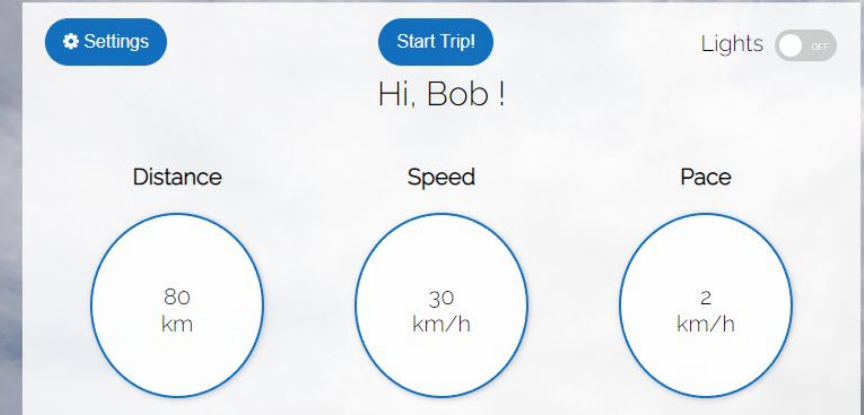 Settings
Start Trip!
Lights
OFF
Hi, Bob !
Distance
Speed
Pace
80
km
30
km/h
2
km/h